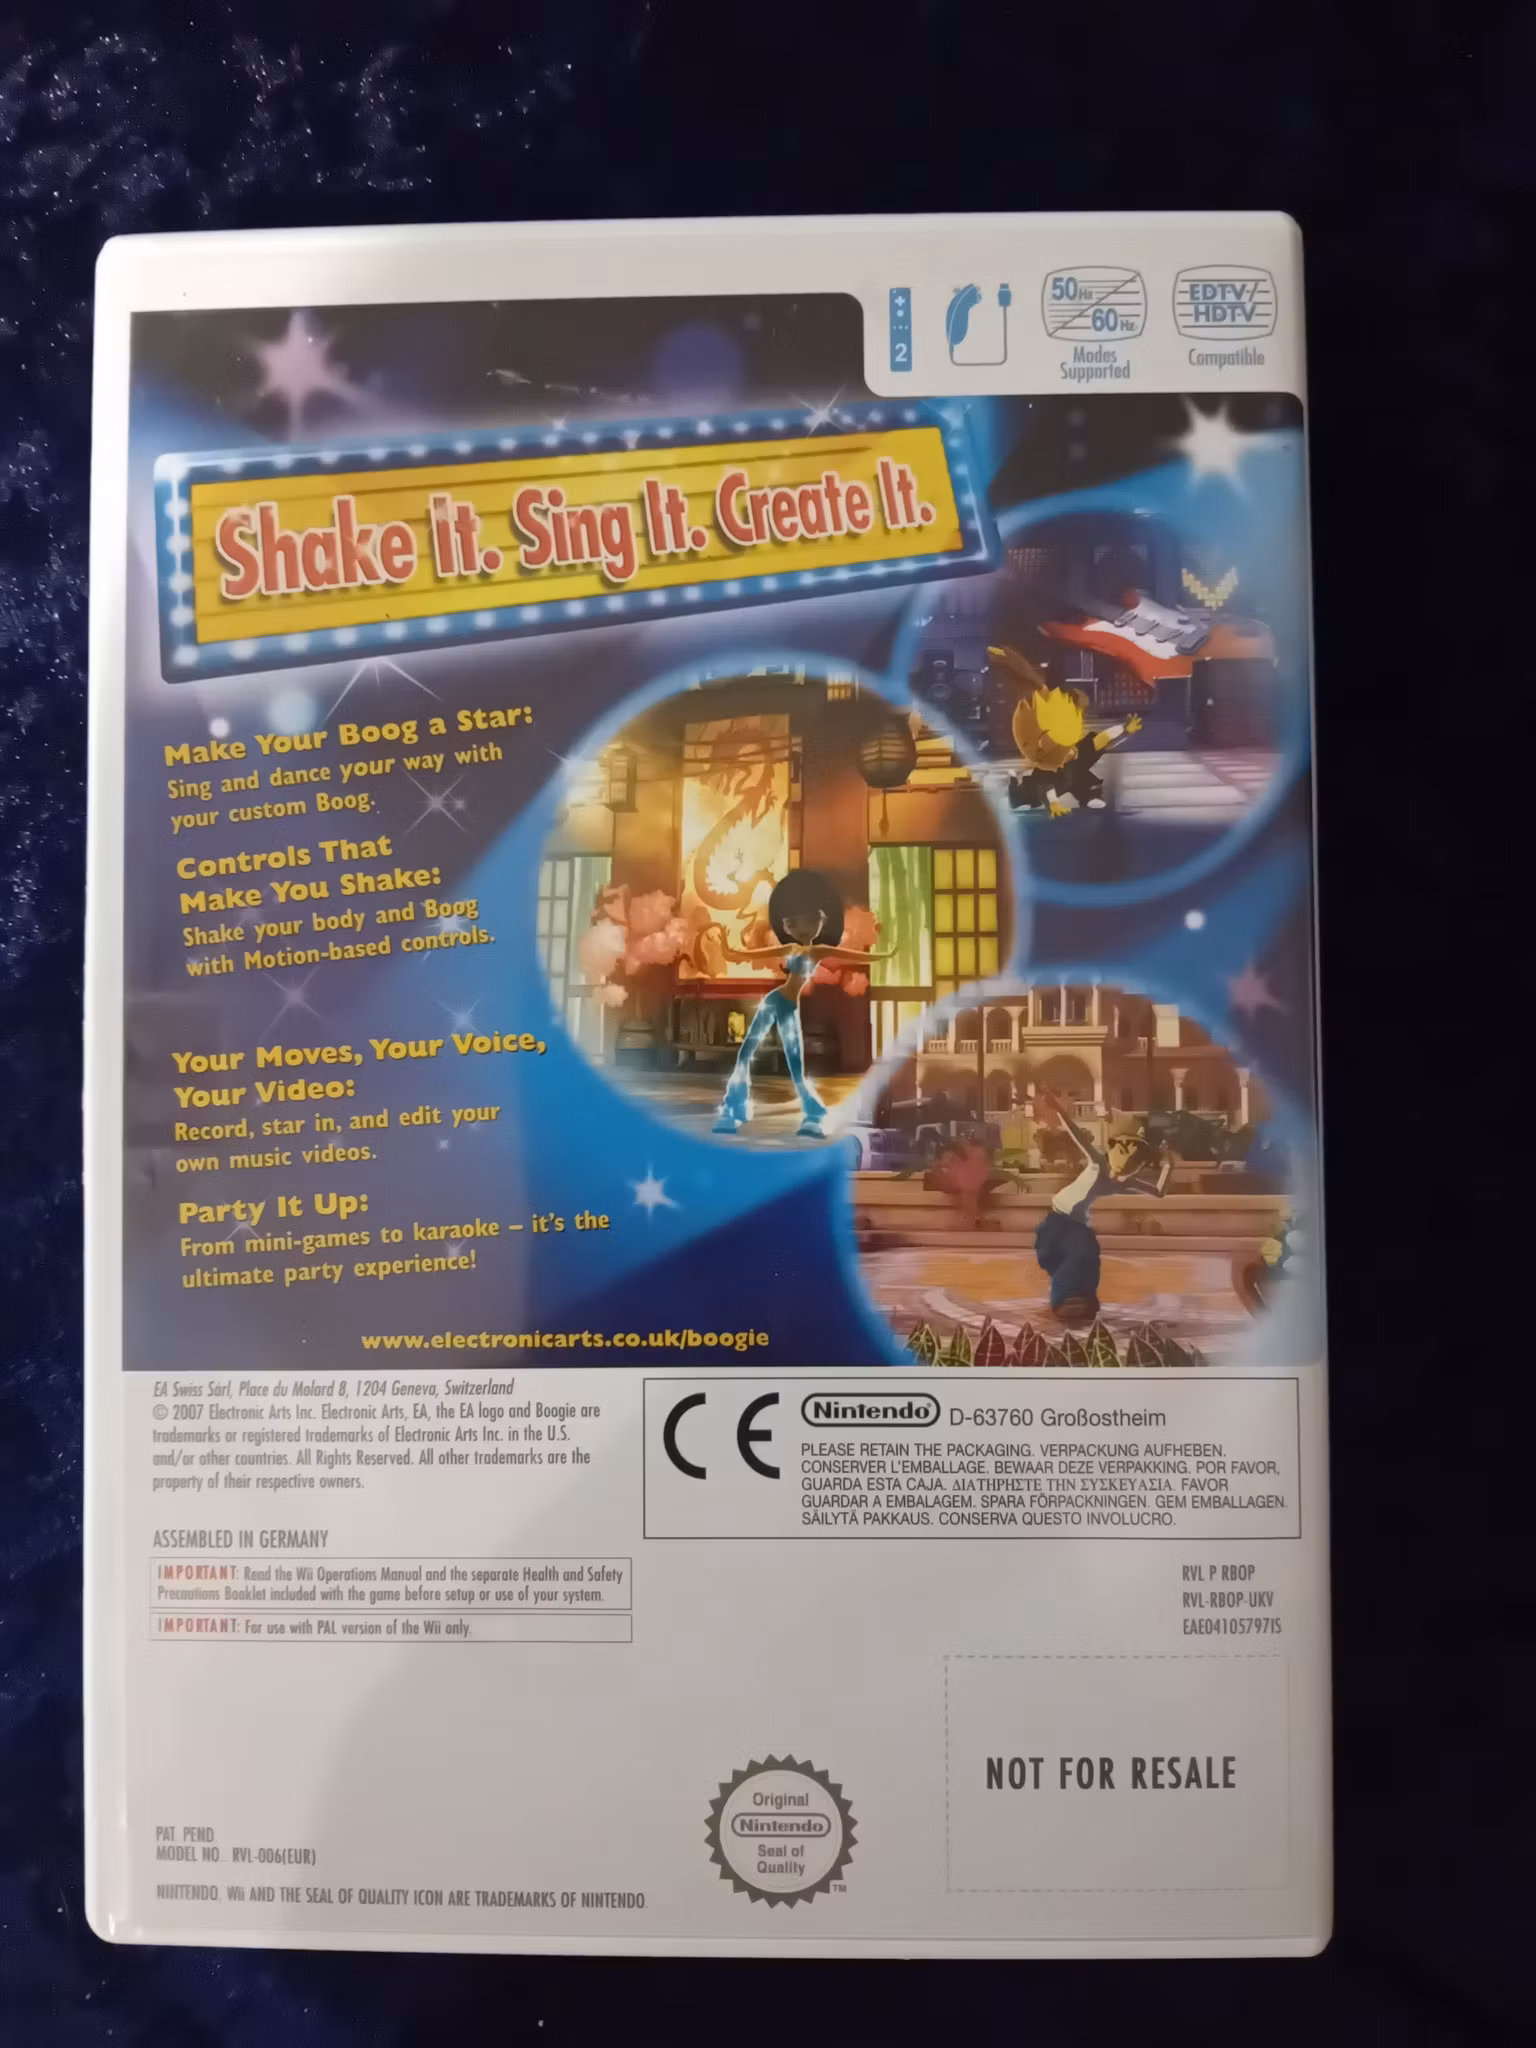 2
50Hz
60Hz
Modes
Supported
EDTV/
HDTV
Compatible
Shake It. Sing It. Create It.
Make Your Boog a Star:
Sing and dance your way with
your custom Boog.
Controls That
Make You Shake:
Shake your body and Boog
with Motion-based controls.
Your Moves, Your Voice,
Your Video:
Record, star in, and edit your
own music videos.
Party It Up:
From mini-games to karaoke – it's the
ultimate party experience!
www.electronicarts.co.uk/boogie
EA Swiss Sàrl, Place du Molard 8, 1204 Geneva, Switzerland
© 2007 Electronic Arts Inc. Electronic Arts, EA, the EA logo and Boogie are
trademarks or registered trademarks of Electronic Arts Inc. in the U.S.
and/or other countries. All Rights Reserved. All other trademarks are the
property of their respective owners.
ASSEMBLED IN GERMANY
IMPORTANT: Read the Wii Operations Manual and the separate Health and Safety
Precautions Booklet included with the game before setup or use of your system.
IMPORTANT: For use with PAL version of the Wii only.
CE
Nintendo® D-63760 Großostheim
PLEASE RETAIN THE PACKAGING. VERPACKUNG AUFHEBEN.
CONSERVER L'EMBALLAGE. BEWAAR DEZE VERPAKKING. POR FAVOR,
GUARDA ESTA CAJA. ΔΙΑΤΗΡΗΣΤΕ ΤΗΝ ΣΥΣΚΕΥΑΣΙΑ. FAVOR
GUARDAR A EMBALAGEM. SPARA FÖRPACKNINGEN. GEM EMBALLAGEN.
SÄILYTÄ PAKKAUS. CONSERVA QUESTO INVOLUCRO.
RVL P RBOP
RVL-RBOP-UKV
EAE04105797IS
NOT FOR RESALE
Original
Nintendo
Seal of
Quality
TM
PAT. PEND.
MODEL NO. RVL-006(EUR)
NINTENDO, Wii AND THE SEAL OF QUALITY ICON ARE TRADEMARKS OF NINTENDO.